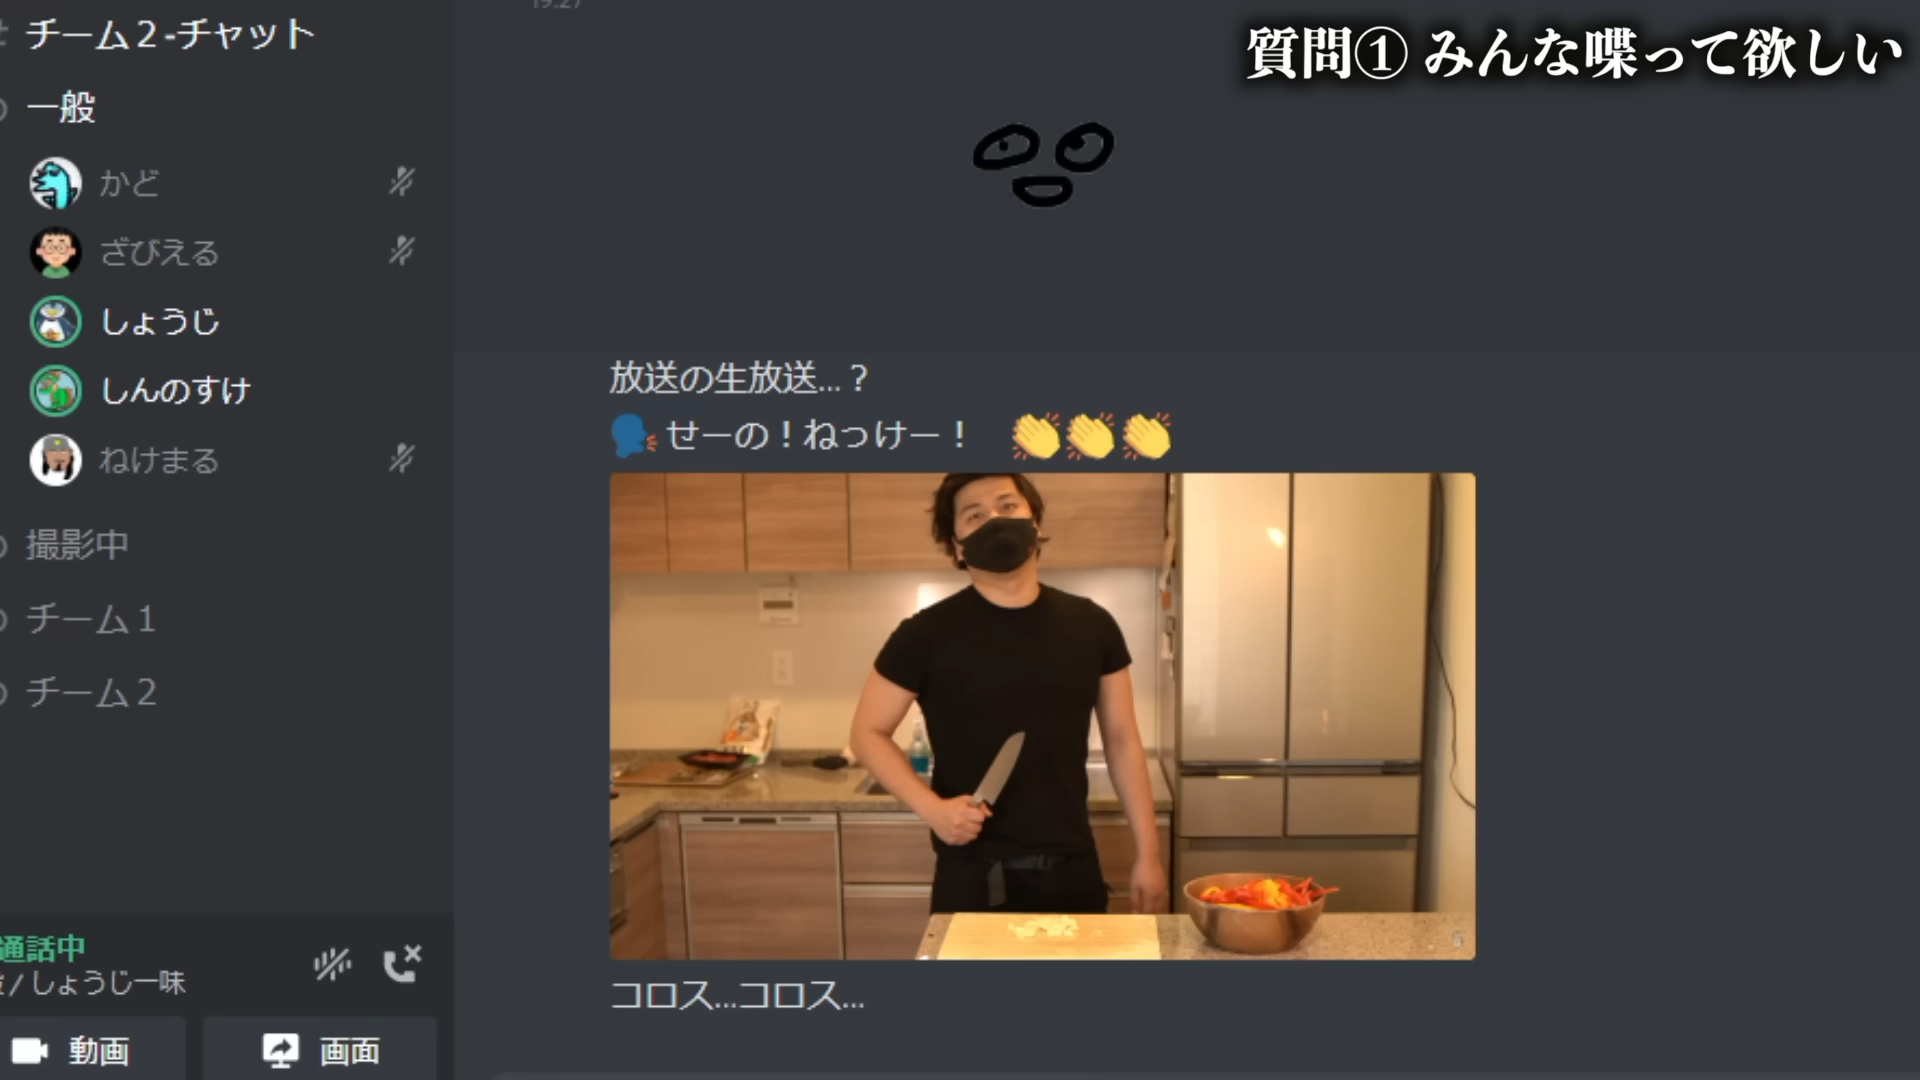 チーム２-チャット
19:27
質問① みんな喋って欲しい
一般
かど
ざびえる
しょうじ
しんのすけ
ねけまる
撮影中
チーム１
チーム２
放送の生放送...？
せーの！ねっけー！
コロス...コロス...
通話中
/ しょうじ一味
動画
画面